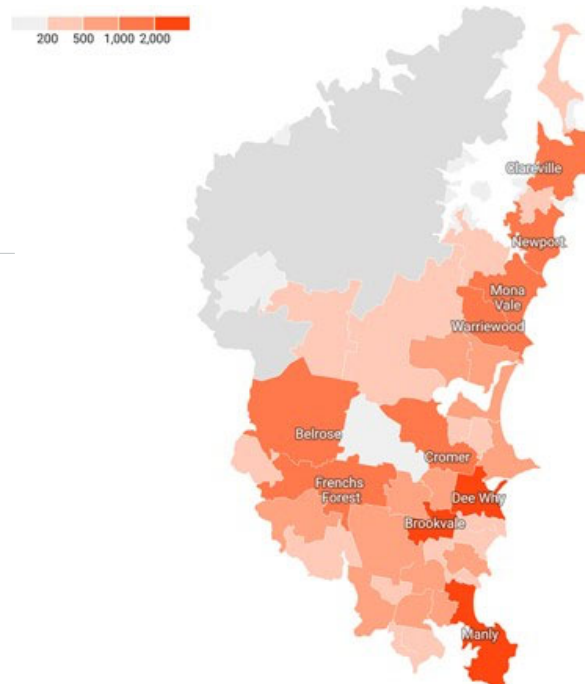 200 500 1,000 2,000
Clareville
Newport
Mona
Vale
Warriewood
Belrose
Cromer
Frenchs
Forest
Dee Why
Brookvale
Manly